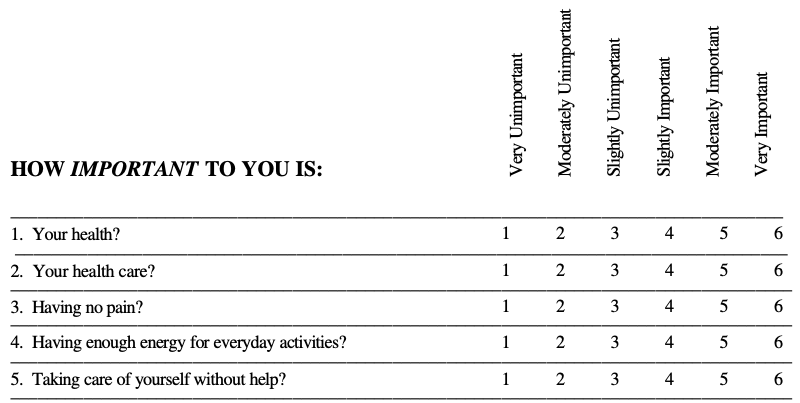 Very Unimportant
Moderately Unimportant
Slightly Unimportant
Slightly Important
Moderately Important
Very Important
HOW IMPORTANT TO YOU IS:
1. Your health? 1 2 3 4 5 6
2. Your health care? 1 2 3 4 5 6
3. Having no pain? 1 2 3 4 5 6
4. Having enough energy for everyday activities? 1 2 3 4 5 6
5. Taking care of yourself without help? 1 2 3 4 5 6